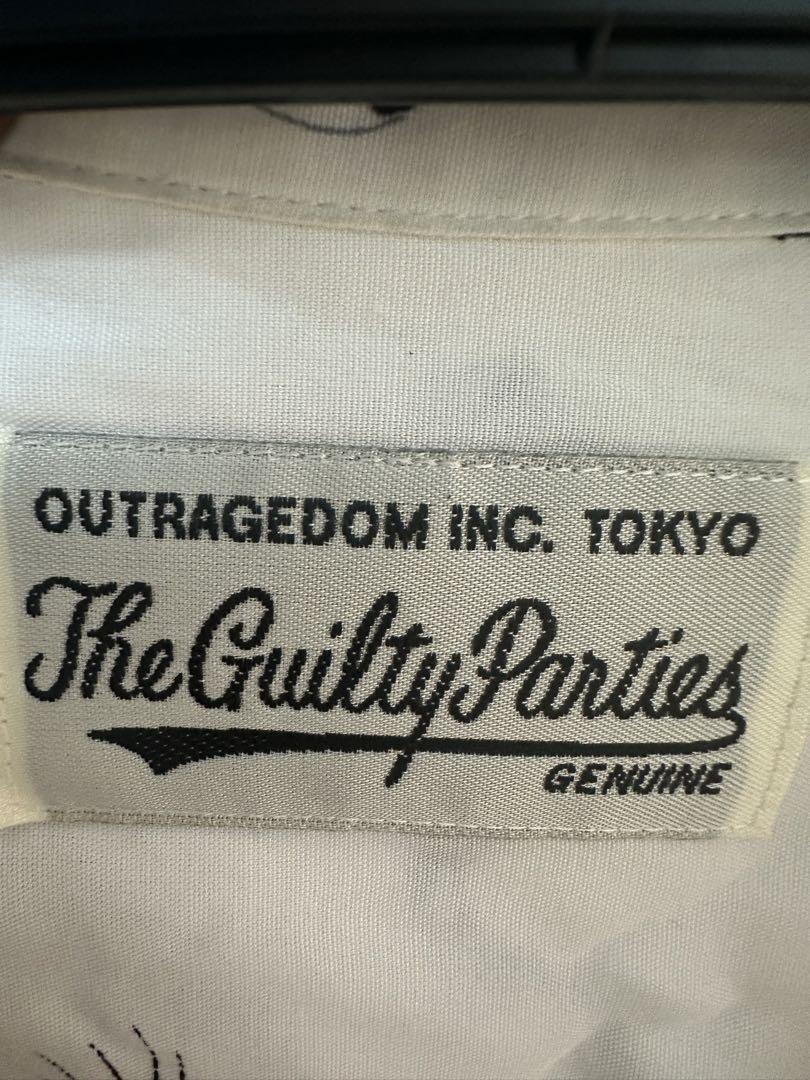 OUTRAGEDOM INC. TOKYO
The Guilty Parties
GENUINE